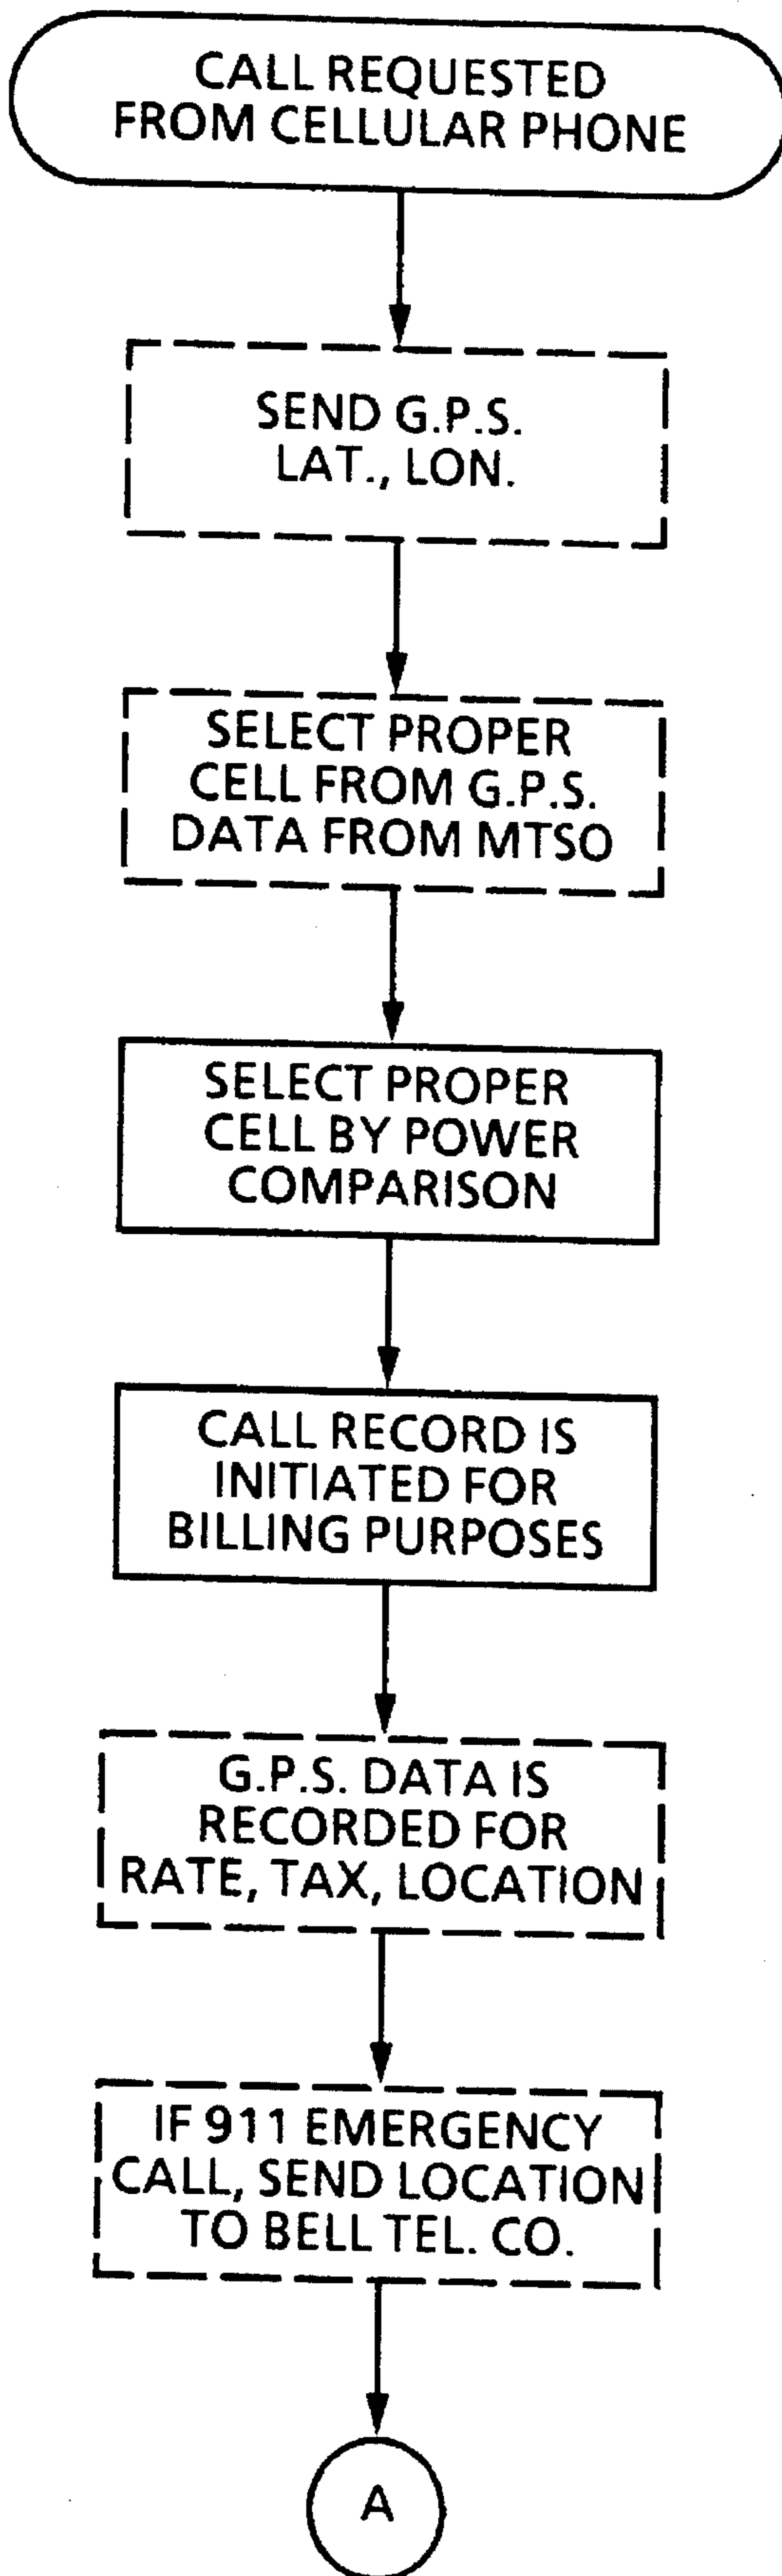 CALL REQUESTED
FROM CELLULAR PHONE
SEND G.P.S.
LAT., LON.
SELECT PROPER
CELL FROM G.P.S.
DATA FROM MTSO
SELECT PROPER
CELL BY POWER
COMPARISON
CALL RECORD IS
INITIATED FOR
BILLING PURPOSES
G.P.S. DATA IS
RECORDED FOR
RATE, TAX, LOCATION
IF 911 EMERGENCY
CALL, SEND LOCATION
TO BELL TEL. CO.
A